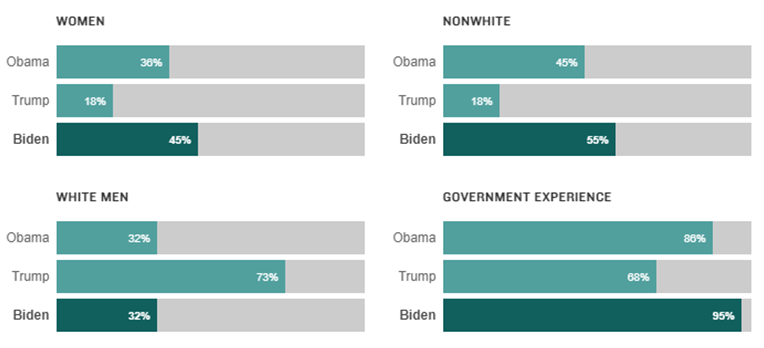 WOMEN
Obama 36%
Trump 18%
Biden 45%
NONWHITE
Obama 45%
Trump 18%
Biden 55%
WHITE MEN
Obama 32%
Trump 73%
Biden 32%
GOVERNMENT EXPERIENCE
Obama 86%
Trump 68%
Biden 95%